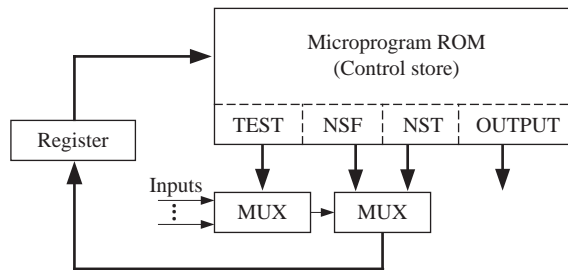 Microprogram ROM
(Control store)
TEST NSF NST OUTPUT
Register
Inputs
MUX MUX